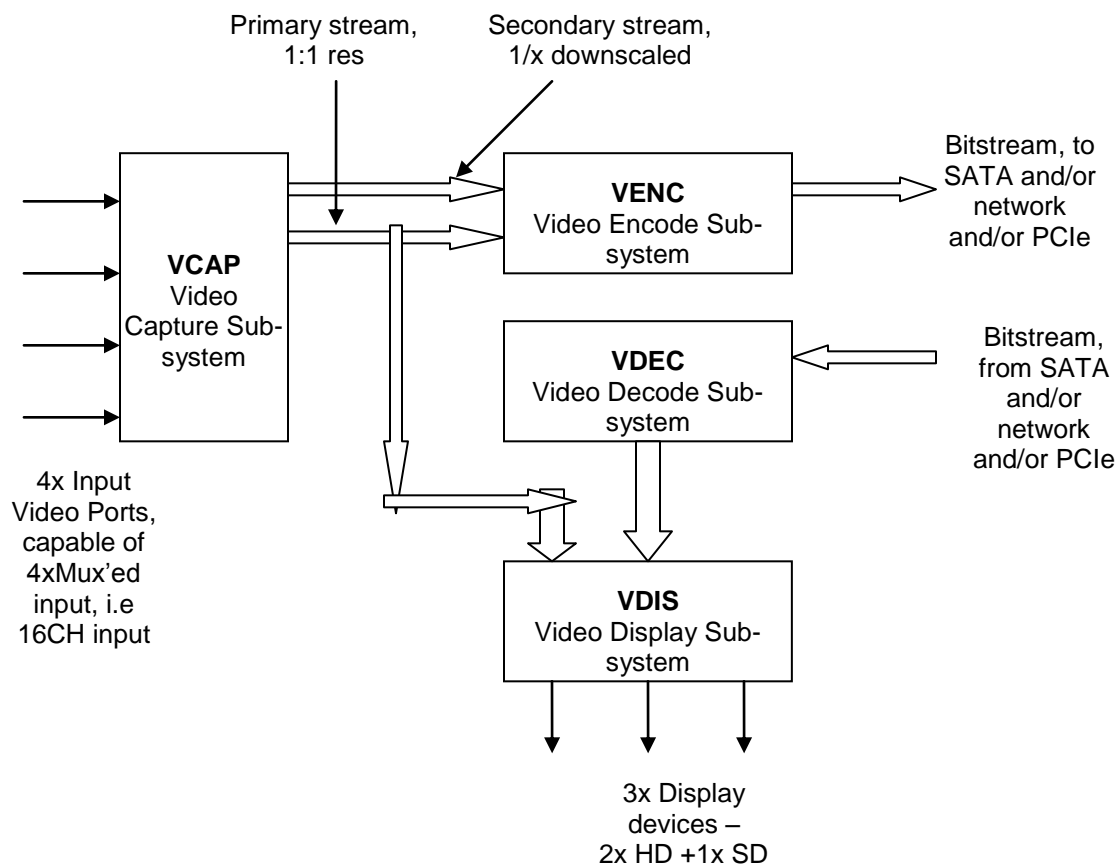 Primary stream,
1:1 res
Secondary stream,
1/x downscaled
VCAP
Video
Capture Sub-
system
VENC
Video Encode Sub-
system
Bitstream, to
SATA and/or
network
and/or PCIe
VDEC
Video Decode Sub-
system
Bitstream,
from SATA
and/or
network
and/or PCIe
4x Input
Video Ports,
capable of
4xMux’ed
input, i.e
16CH input
VDIS
Video Display Sub-
system
3x Display
devices –
2x HD +1x SD